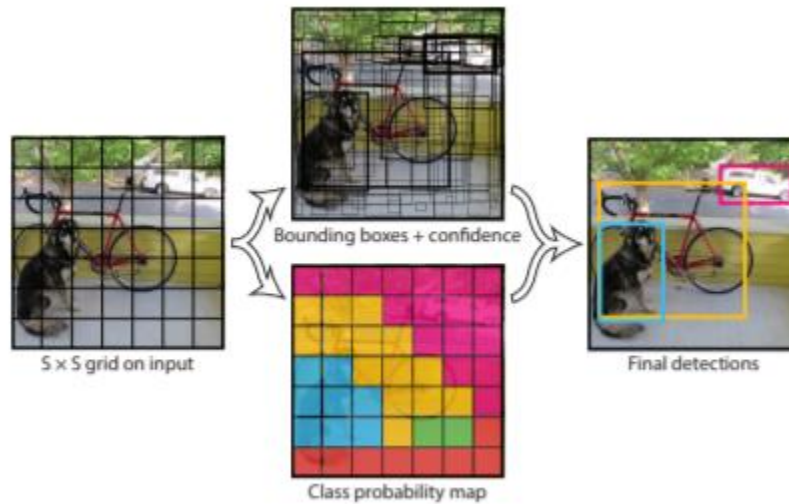 Bounding boxes + confidence
S × S grid on input
Final detections
Class probability map